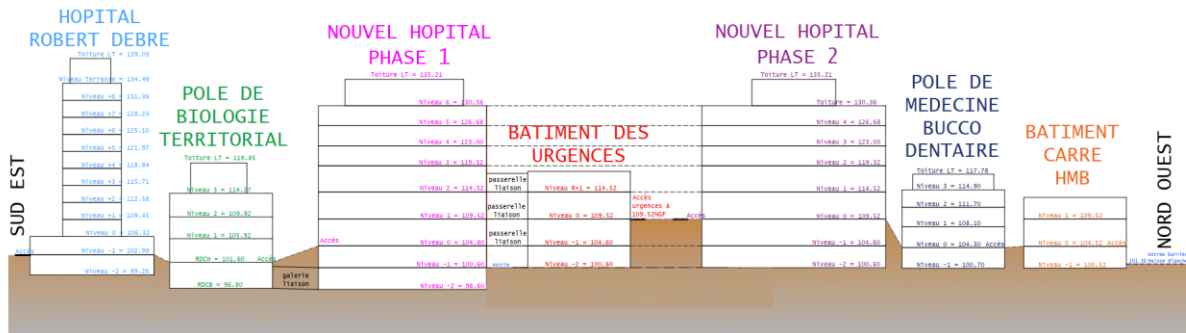 HOPITAL
ROBERT DEBRE
Toiture LT = 139.03
Niveau Terrasse = 134.49
Niveau +8 = 131.36
Niveau +7 = 128.23
Niveau +6 = 125.10
Niveau +5 = 121.97
Niveau +4 = 118.84
Niveau +3 = 115.71
Niveau +2 = 112.58
Niveau +1 = 109.45
Niveau 0 = 106.32
Accès
Niveau -1 = 102.99
Niveau -2 = 99.26
SUD EST
POLE DE
BIOLOGIE
TERRITORIAL
Toiture LT = 119.85
Niveau 3 = 114.27
Niveau 2 = 109.92
Niveau 1 = 105.92
RDCH = 101.60 Accès
RDCB = 96.80
galerie
liaison
NOUVEL HOPITAL
PHASE 1
Toiture LT = 135.21
Niveau 6 = 130.36
Niveau 5 = 126.68
Niveau 4 = 123.00
Niveau 3 = 119.32
Niveau 2 = 114.52
Niveau 1 = 109.52
Accès
Niveau 0 = 104.60
Niveau -1 = 100.60
Niveau -2 = 96.60
passerelle
liaison
passerelle
liaison
passerelle
liaison
BATIMENT DES
URGENCES
Niveau R+1 = 114.52
Niveau 0 = 109.52
Niveau -1 = 104.60
Niveau -2 = 100.60
Accès
urgences à
109.52NGF
NOUVEL HOPITAL
PHASE 2
Toiture LT = 135.21
Toiture = 130.36
Niveau 4 = 126.68
Niveau 3 = 123.00
Niveau 2 = 119.32
Niveau 1 = 114.52
Accès
Niveau 0 = 109.52
Niveau -1 = 104.60
Niveau -2 = 100.60
POLE DE
MEDECINE
BUCCO
DENTAIRE
Toiture LT = 117.78
Niveau 3 = 114.90
Niveau 2 = 111.70
Niveau 1 = 108.10
Niveau 0 = 104.30 Accès
Niveau -1 = 100.70
BATIMENT
CARRE
HMB
Niveau 1 = 109.52
Niveau 0 = 104.52 Accès
Niveau -1 = 100.52
NORD OUEST
entrée barrière
101.30 Maison Blanche